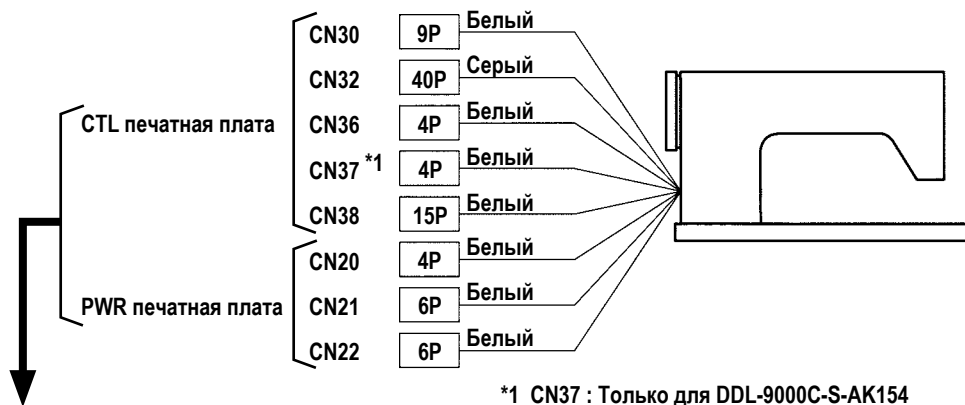 CN30 9P Белый
CN32 40P Серый
CTL печатная плата
CN36 4P Белый
CN37 *1 4P Белый
CN38 15P Белый
CN20 4P Белый
PWR печатная плата
CN21 6P Белый
CN22 6P Белый
*1 CN37 : Только для DDL-9000C-S-AK154